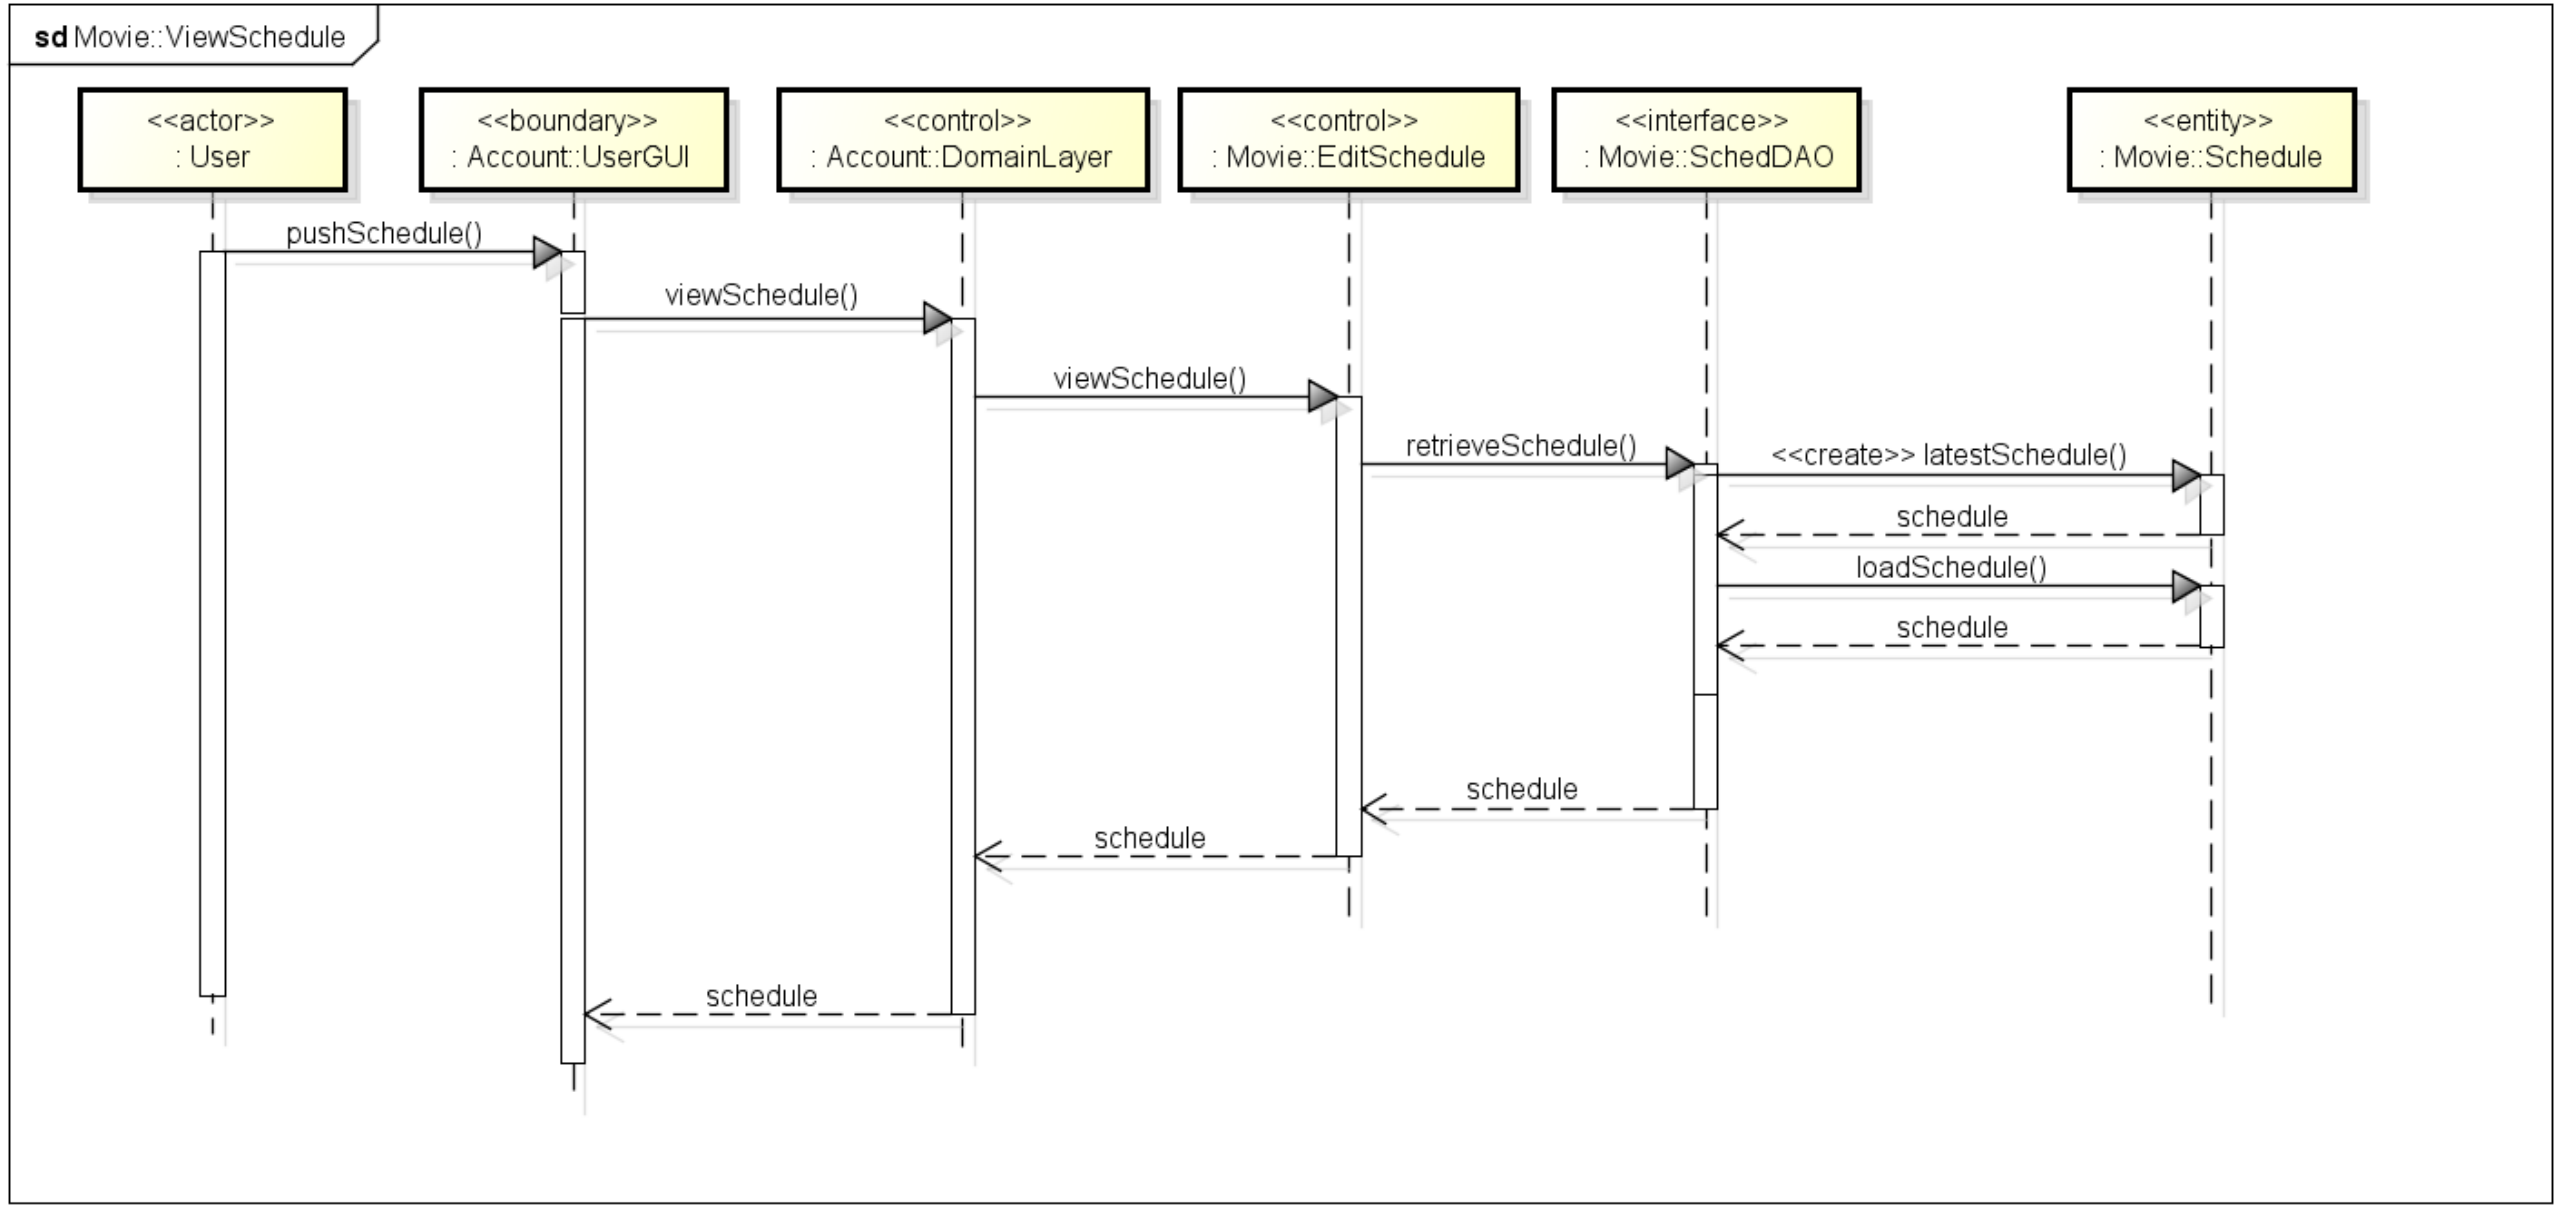 sd Movie::ViewSchedule
<<actor>>
: User
<<boundary>>
: Account::UserGUI
<<control>>
: Account::DomainLayer
<<control>>
: Movie::EditSchedule
<<interface>>
: Movie::SchedDAO
<<entity>>
: Movie::Schedule
pushSchedule()
viewSchedule()
viewSchedule()
retrieveSchedule()
<<create>> latestSchedule()
schedule
loadSchedule()
schedule
schedule
schedule
schedule